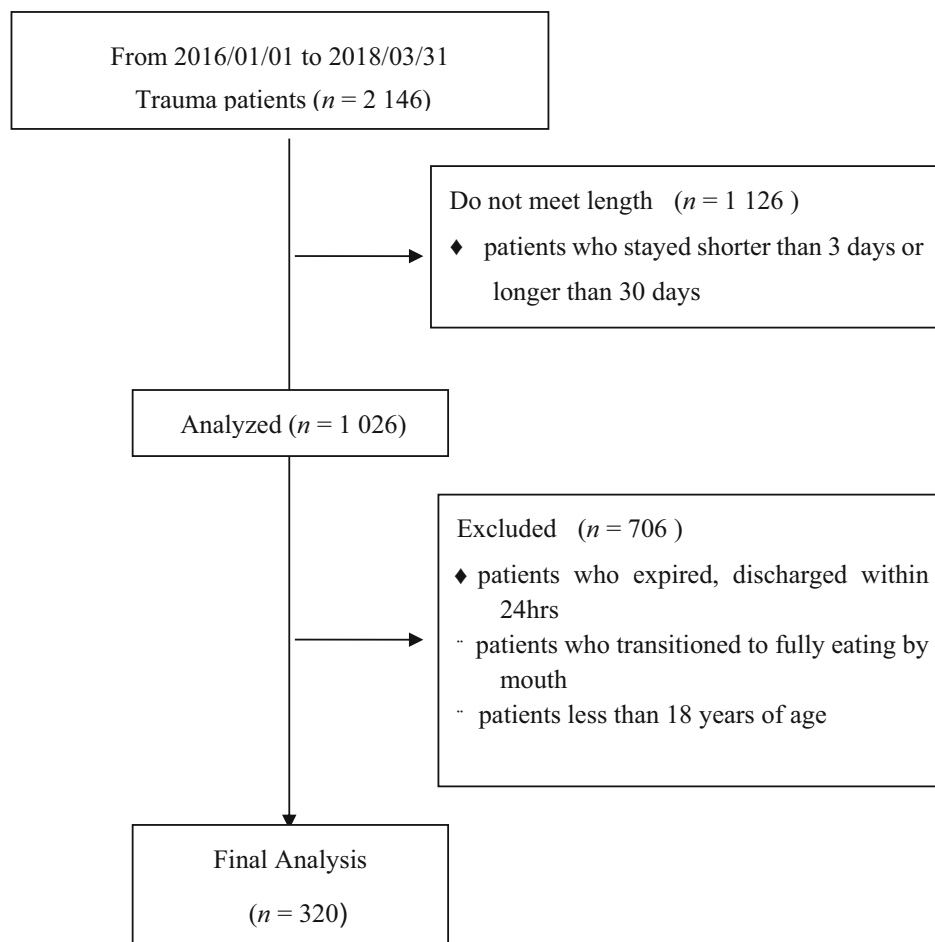 From 2016/01/01 to 2018/03/31
Trauma patients (n = 2 146)
Do not meet length (n = 1 126 )
♦ patients who stayed shorter than 3 days or
longer than 30 days
Analyzed (n = 1 026)
Excluded (n = 706 )
♦ patients who expired, discharged within
24hrs
¨ patients who transitioned to fully eating by
mouth
¨ patients less than 18 years of age
Final Analysis
(n = 320)